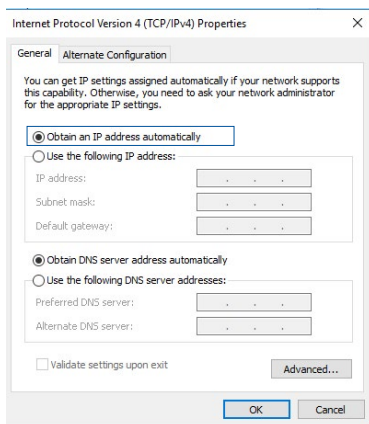 Internet Protocol Version 4 (TCP/IPv4) Properties
General Alternate Configuration
You can get IP settings assigned automatically if your network supports
this capability. Otherwise, you need to ask your network administrator
for the appropriate IP settings.
Obtain an IP address automatically
Use the following IP address:
IP address:
Subnet mask:
Default gateway:
Obtain DNS server address automatically
Use the following DNS server addresses:
Preferred DNS server:
Alternate DNS server:
Validate settings upon exit
Advanced...
OK Cancel